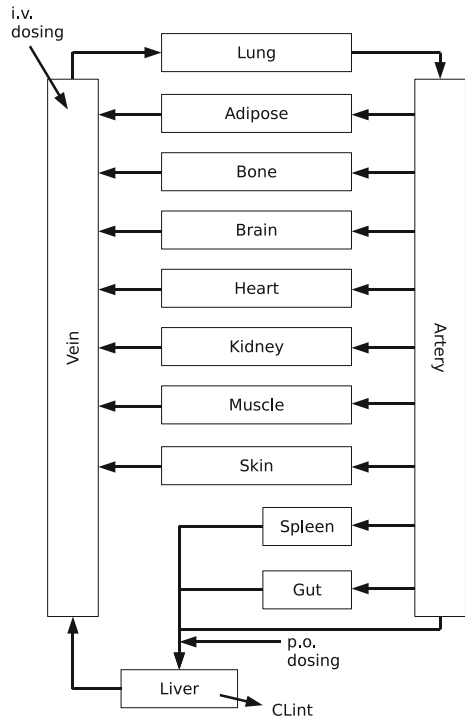 i.v.
dosing
Lung
Adipose
Bone
Brain
Heart
Kidney
Muscle
Skin
Spleen
Gut
Vein
Artery
p.o.
dosing
Liver
CLint